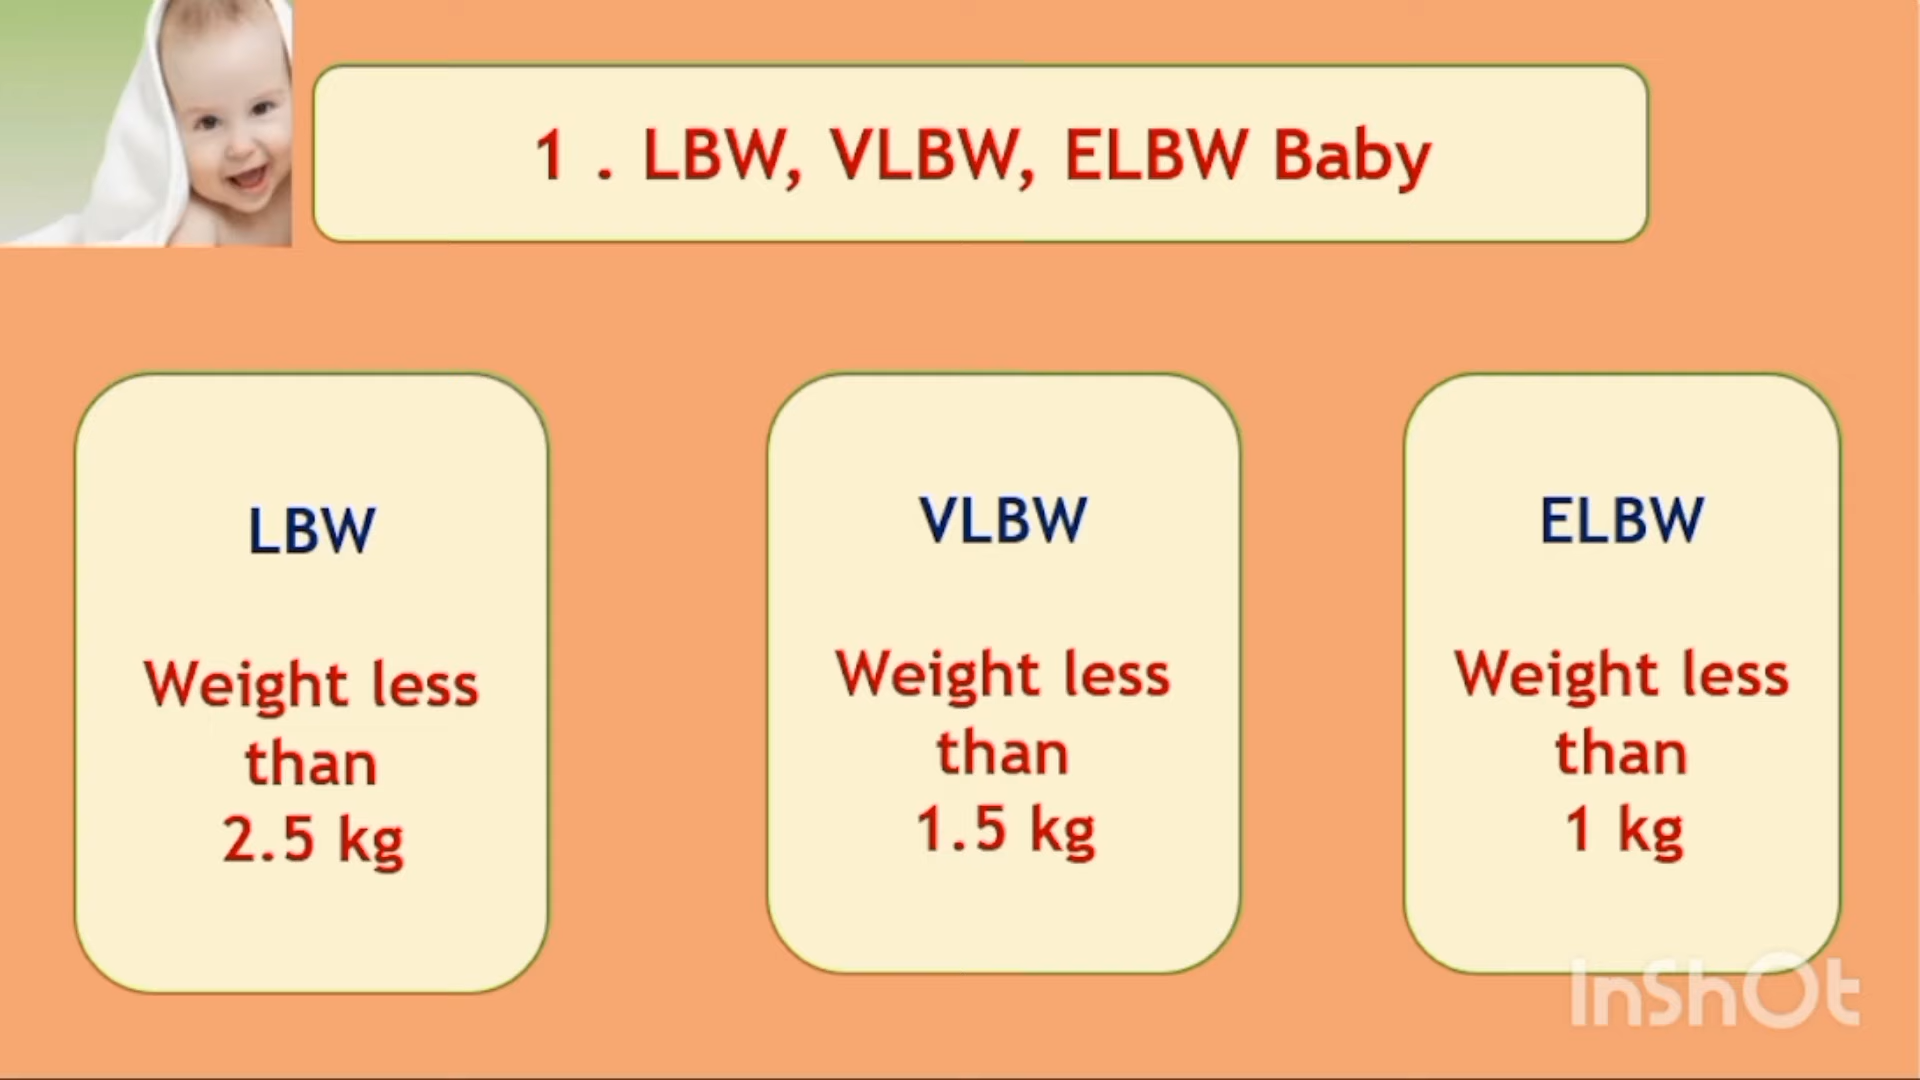 1 . LBW, VLBW, ELBW Baby
LBW
Weight less
than
2.5 kg
VLBW
Weight less
than
1.5 kg
ELBW
Weight less
than
1 kg
InShOt